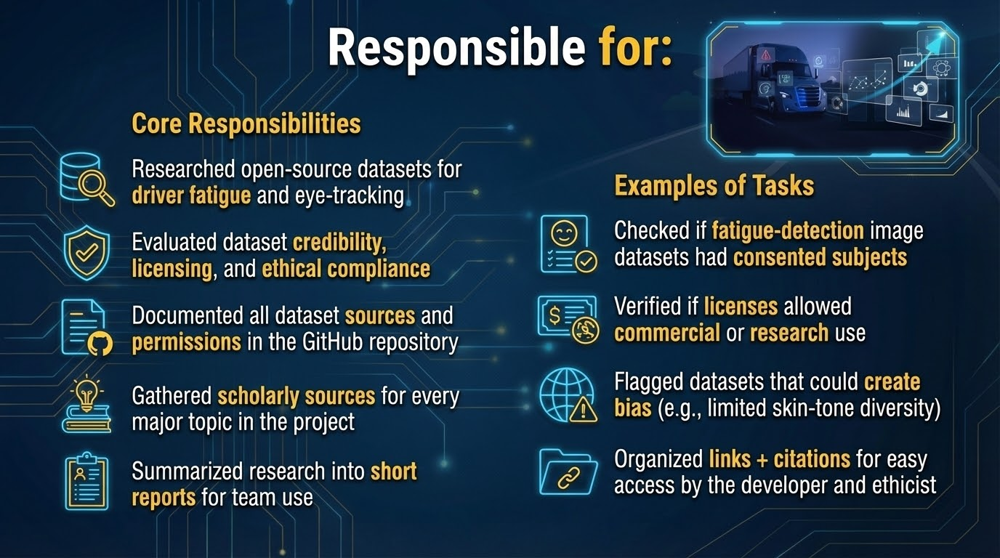 Responsible for:
Core Responsibilities
Researched open-source datasets for
driver fatigue and eye-tracking
Evaluated dataset credibility,
licensing, and ethical compliance
Documented all dataset sources and
permissions in the GitHub repository
Gathered scholarly sources for every
major topic in the project
Summarized research into short
reports for team use
Examples of Tasks
Checked if fatigue-detection image
datasets had consented subjects
$
Verified if licenses allowed
commercial or research use
Flagged datasets that could create
bias (e.g., limited skin-tone diversity)
Organized links + citations for easy
access by the developer and ethicist